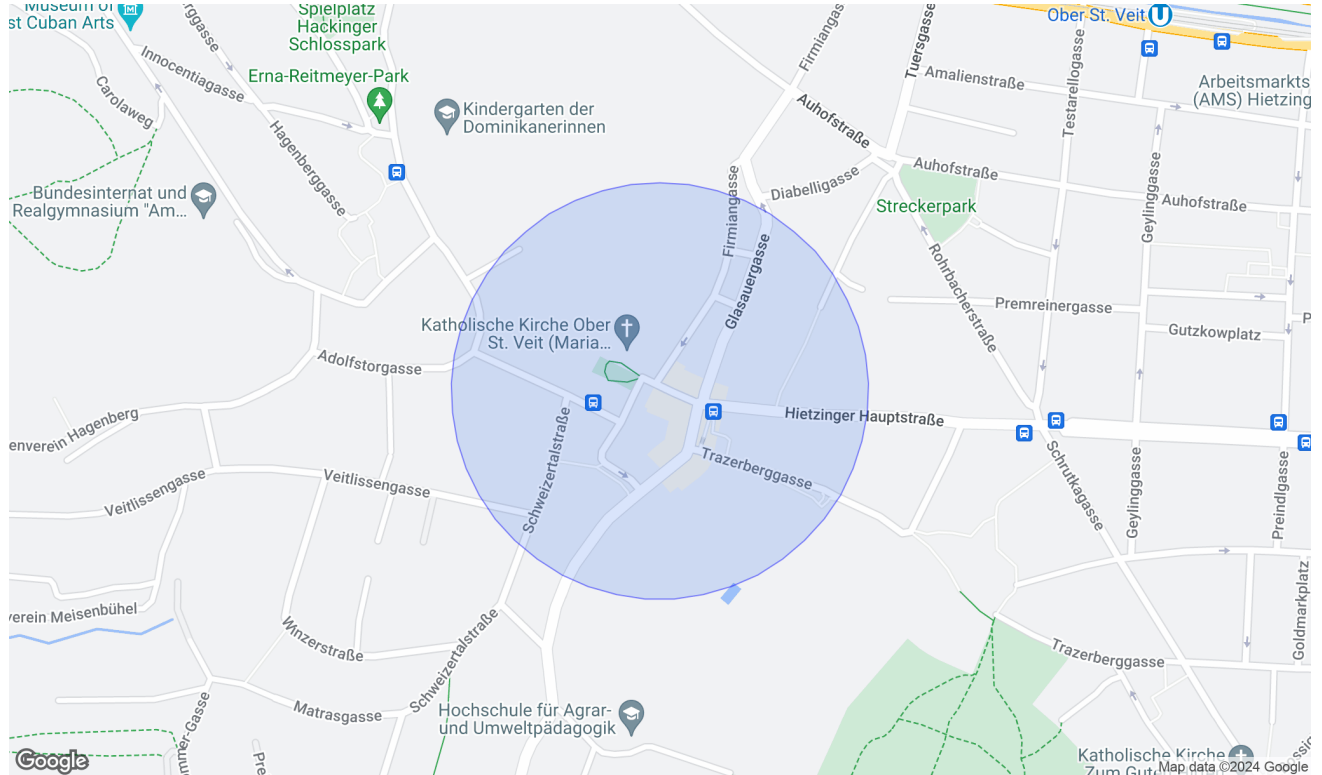 Museum of
st Cuban Arts
Spielplatz
Hackinger
Schlosspark
Erna-Reitmeyer-Park
Innocentiagasse
Carolaweg
Hagenberggasse
Kindergarten der
Dominikanerinnen
Bundesinternat und
Realgymnasium "Am...
Firmiangasse
Tuersgasse
Ober St. Veit
Amalienstraße
Arbeitsmarkts
(AMS) Hietzing
Testarellogasse
Auhofstraße
Auhofstraße
Auhofstraße
Diabelligasse
Streckerpark
Geylinggasse
Firmiangasse
Glasauergasse
Rohrbacherstraße
Premreinergasse
Gutzkowplatz
Katholische Kirche Ober
St. Veit (Maria...
Adolfstorgasse
enverein Hagenberg
Hietzinger Hauptstraße
Trazerberggasse
Schweizertalstraße
Veitlissengasse
Veitlissengasse
Schrutkagasse
Geylinggasse
Preindlgasse
Goldmarkplatz
verein Meisenbühel
Winzerstraße
Schweizertalstraße
Matrasgasse
Trazerberggasse
Hochschule für Agrar-
und Umweltpädagogik
Katholische Kirche
Google
Map data ©2024 Google